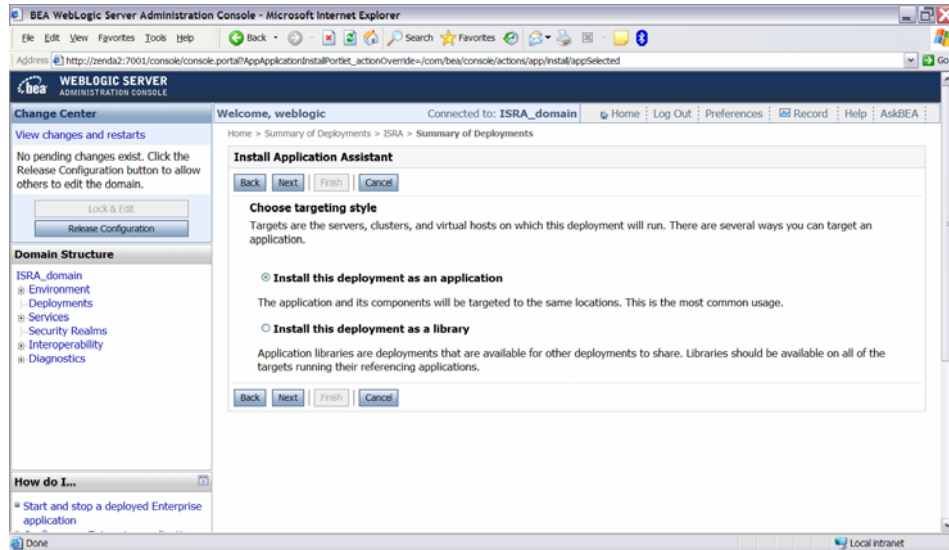 BEA WebLogic Server Administration Console - Microsoft Internet Explorer
File Edit View Favorites Tools Help
Back Search Favorites
Address http://zenda2:7001/console/console.portal?AppApplicationInstallPortlet_actionOverride=/com/bea/console/actions/app/install/appSelected Go
bea WEBLOGIC SERVER
ADMINISTRATION CONSOLE
Change Center
View changes and restarts
No pending changes exist. Click the
Release Configuration button to allow
others to edit the domain.
Lock & Edit
Release Configuration
Domain Structure
ISRA_domain
Environment
Deployments
Services
Security Realms
Interoperability
Diagnostics
How do I...
Start and stop a deployed Enterprise
application
Welcome, weblogic Connected to: ISRA_domain Home Log Out Preferences Record Help AskBEA
Home > Summary of Deployments > ISRA > Summary of Deployments
Install Application Assistant
Back Next Finish Cancel
Choose targeting style
Targets are the servers, clusters, and virtual hosts on which this deployment will run. There are several ways you can target an
application.
Install this deployment as an application
The application and its components will be targeted to the same locations. This is the most common usage.
Install this deployment as a library
Application libraries are deployments that are available for other deployments to share. Libraries should be available on all of the
targets running their referencing applications.
Back Next Finish Cancel
Done Local intranet